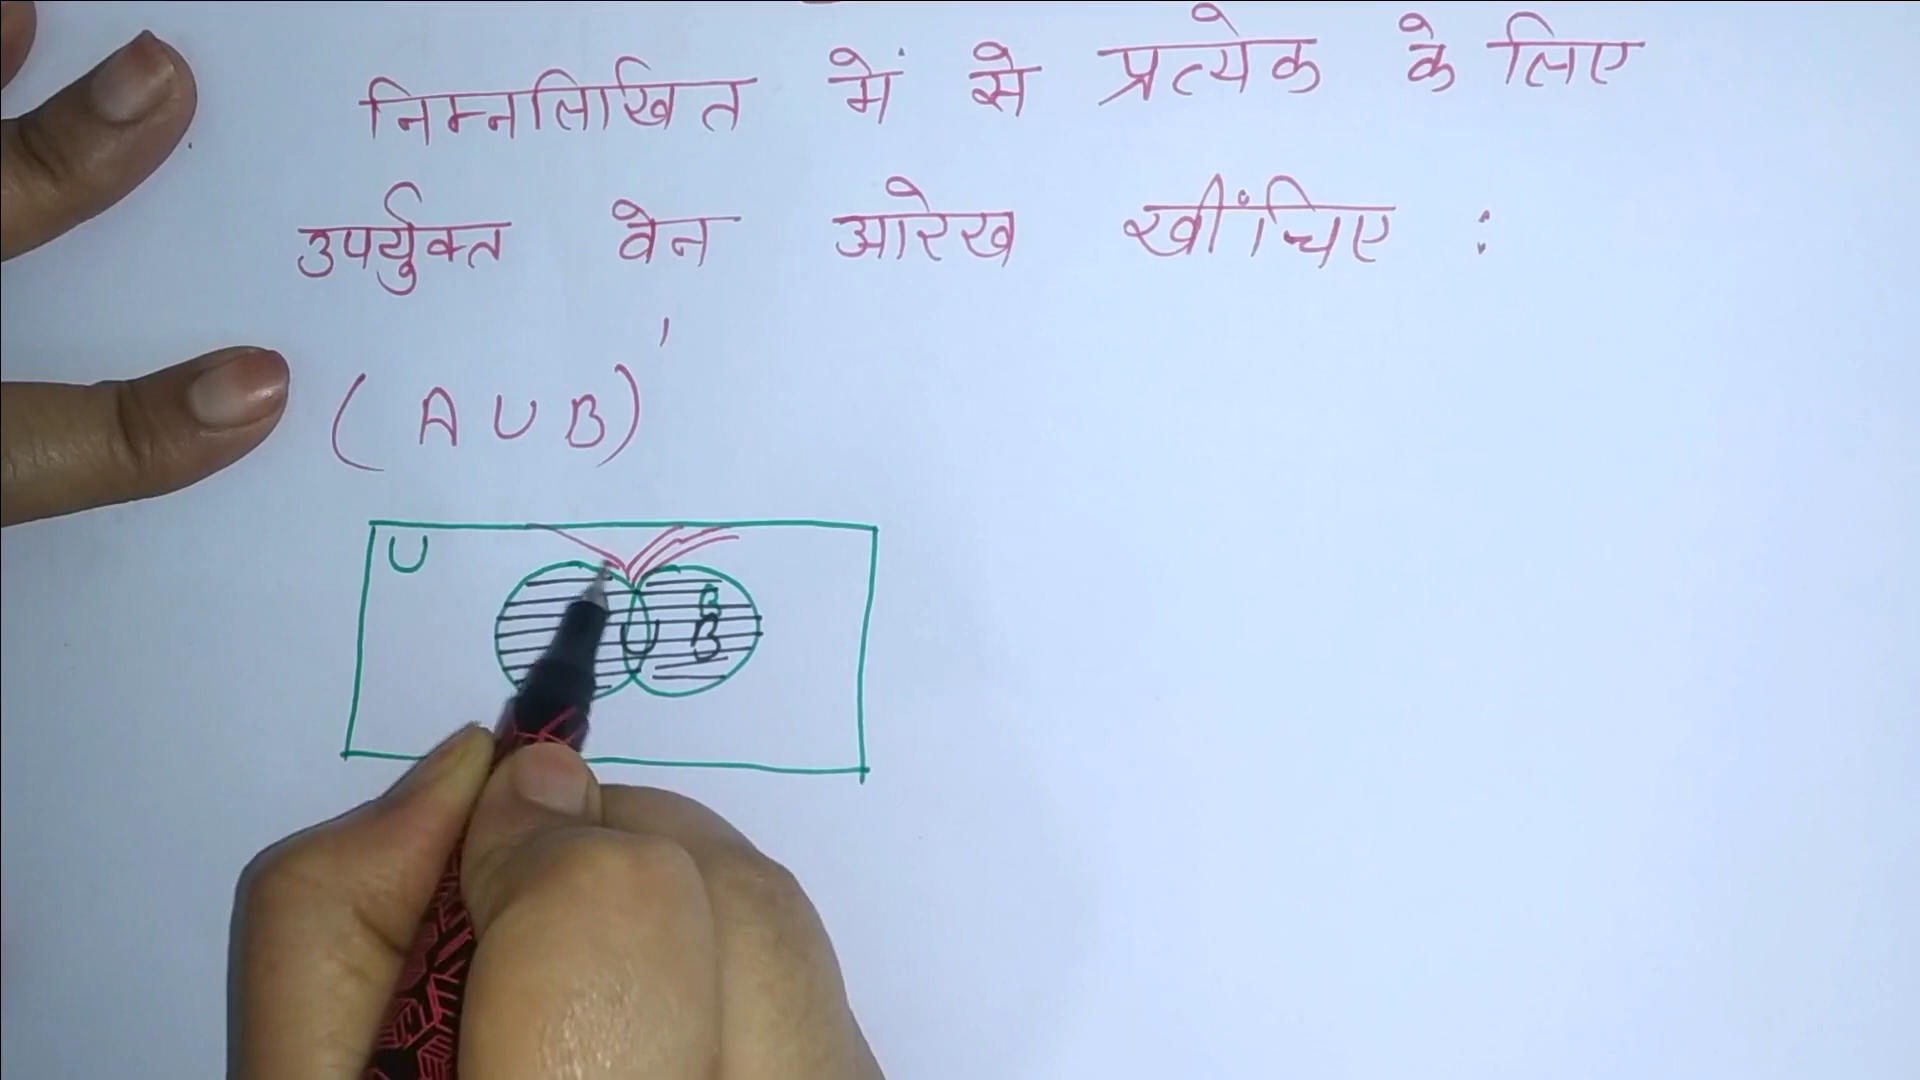 निम्नलिखित में से प्रत्येक के लिए
उपर्युक्त वेन आरेख खींचिए :
(A ∪ B)'
U
B
∪ B